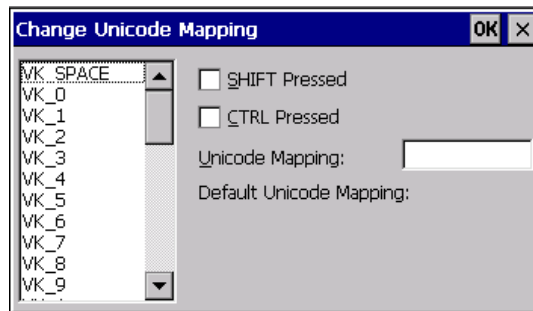 Change Unicode Mapping OK ×
VK_SPACE
VK_0
VK_1
VK_2
VK_3
VK_4
VK_5
VK_6
VK_7
VK_8
VK_9
SHIFT Pressed
CTRL Pressed
Unicode Mapping:
Default Unicode Mapping: